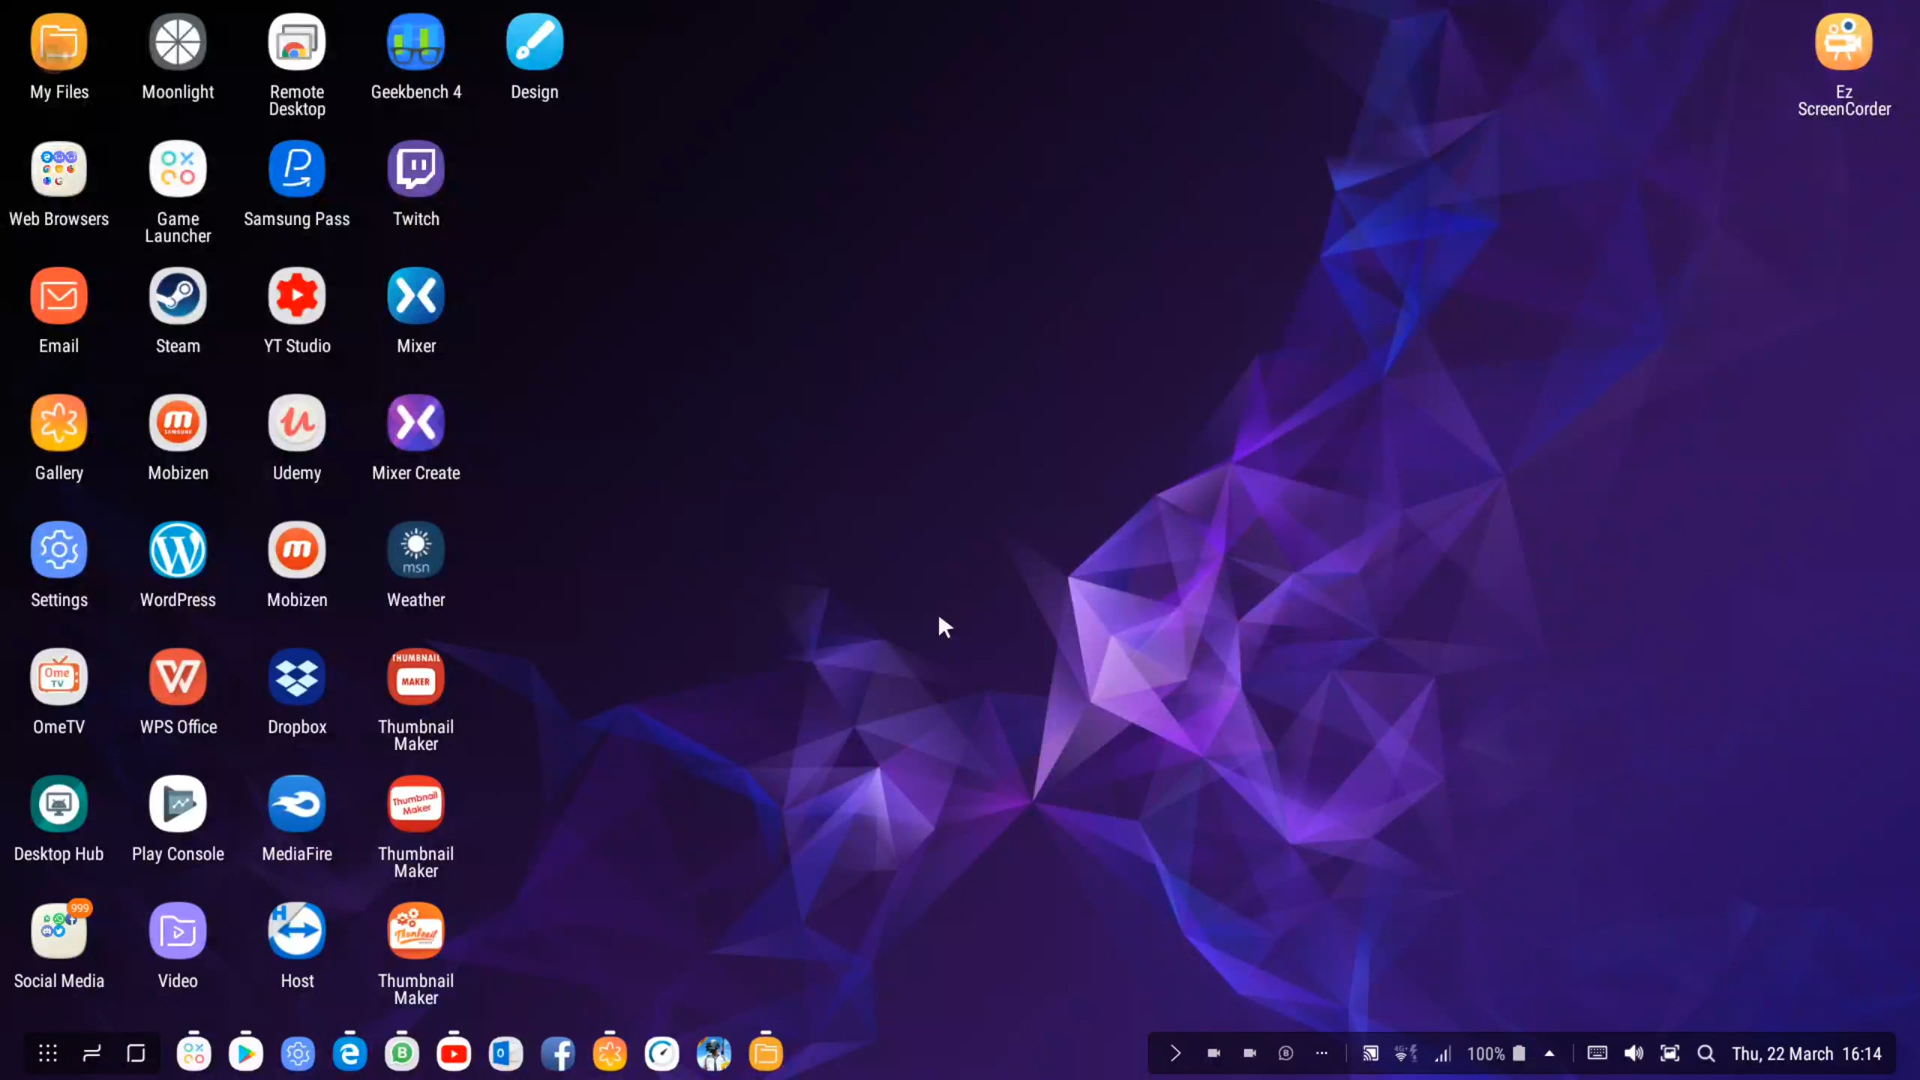 My Files
Moonlight
Remote
Desktop
Geekbench 4
Design
Ez
ScreenCorder
Web Browsers
Game
Launcher
Samsung Pass
Twitch
Email
Steam
YT Studio
Mixer
Gallery
m
SAMSUNG
Mobizen
Udemy
Mixer Create
Settings
WordPress
m
Mobizen
msn
Weather
Ome
TV
OmeTV
WPS Office
Dropbox
THUMBNAIL
MAKER
Thumbnail
Maker
Desktop Hub
Play Console
MediaFire
Thumbnail
Maker
Thumbnail
Maker
999
Social Media
Video
H
Host
Thumbnail
Maker
100%
Thu, 22 March 16:14